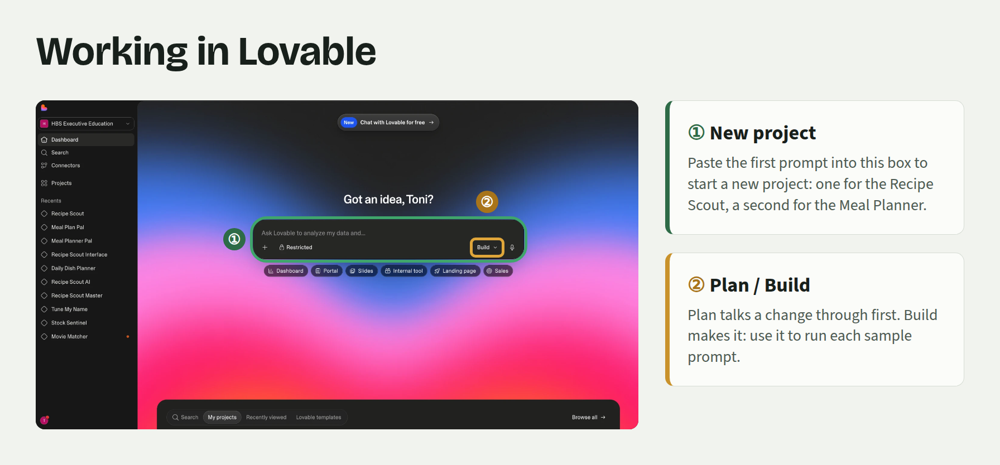 Working in Lovable
H
HBS Executive Education
Dashboard
Search
Connectors
Projects
Recents
Recipe Scout
Meal Plan Pal
Meal Planner Pal
Recipe Scout Interface
Daily Dish Planner
Recipe Scout AI
Recipe Scout Master
Tune My Name
Stock Sentinel
Movie Matcher
T
New Chat with Lovable for free →
Got an idea, Toni?
②
①
Ask Lovable to analyze my data and...
+ Restricted Build
Dashboard Portal Slides Internal tool Landing page Sales
Search My projects Recently viewed Lovable templates Browse all →
① New project
Paste the first prompt into this box to
start a new project: one for the Recipe
Scout, a second for the Meal Planner.
② Plan / Build
Plan talks a change through first. Build
makes it: use it to run each sample
prompt.